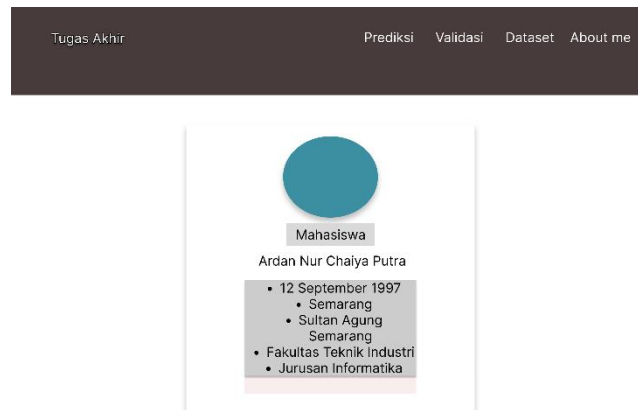 Tugas Akhir
Prediksi Validasi Dataset About me
Mahasiswa
Ardan Nur Chaiya Putra
• 12 September 1997
• Semarang
• Sultan Agung
Semarang
• Fakultas Teknik Industri
• Jurusan Informatika